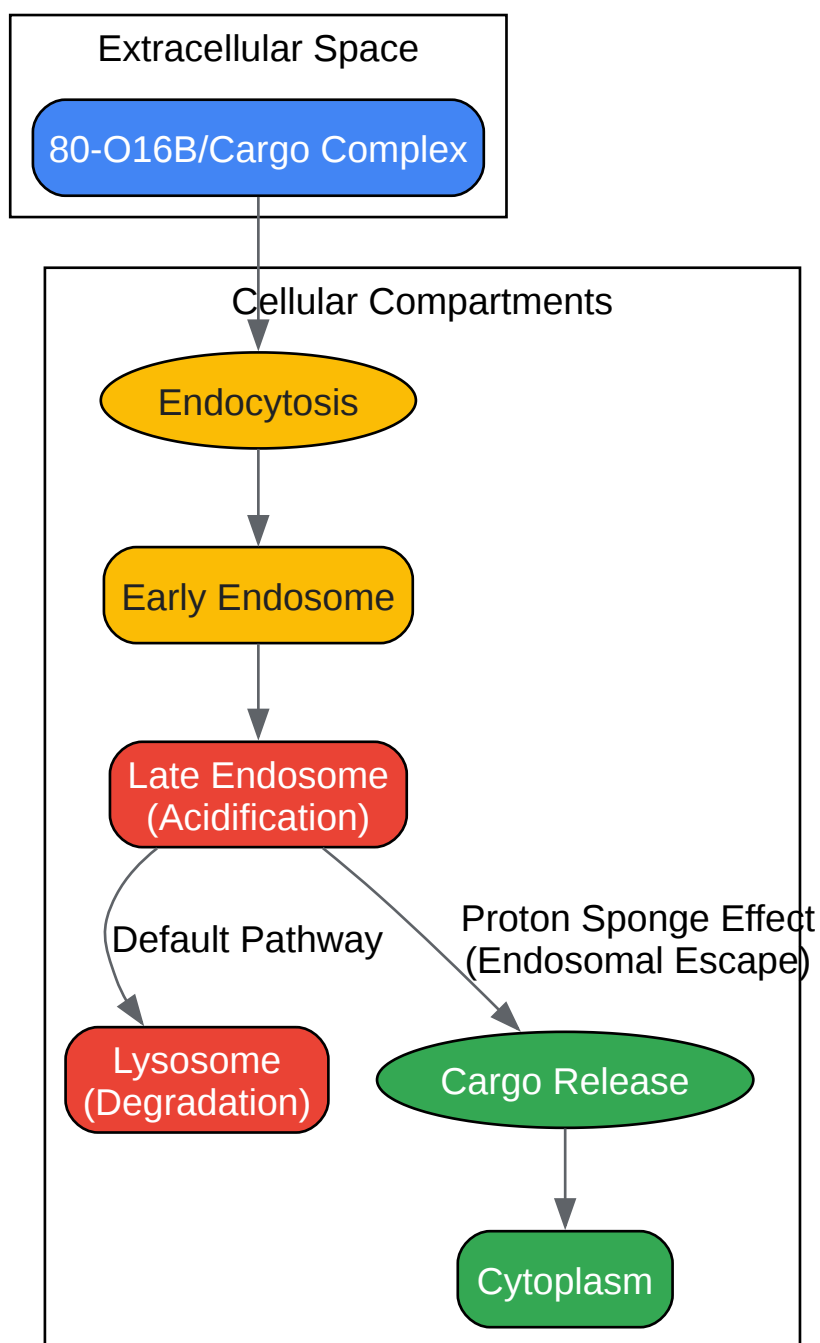 Extracellular Space
80-O16B/Cargo Complex
Cellular Compartments
Endocytosis
Early Endosome
Late Endosome
(Acidification)
Default Pathway
Proton Sponge Effect
(Endosomal Escape)
Lysosome
(Degradation)
Cargo Release
Cytoplasm